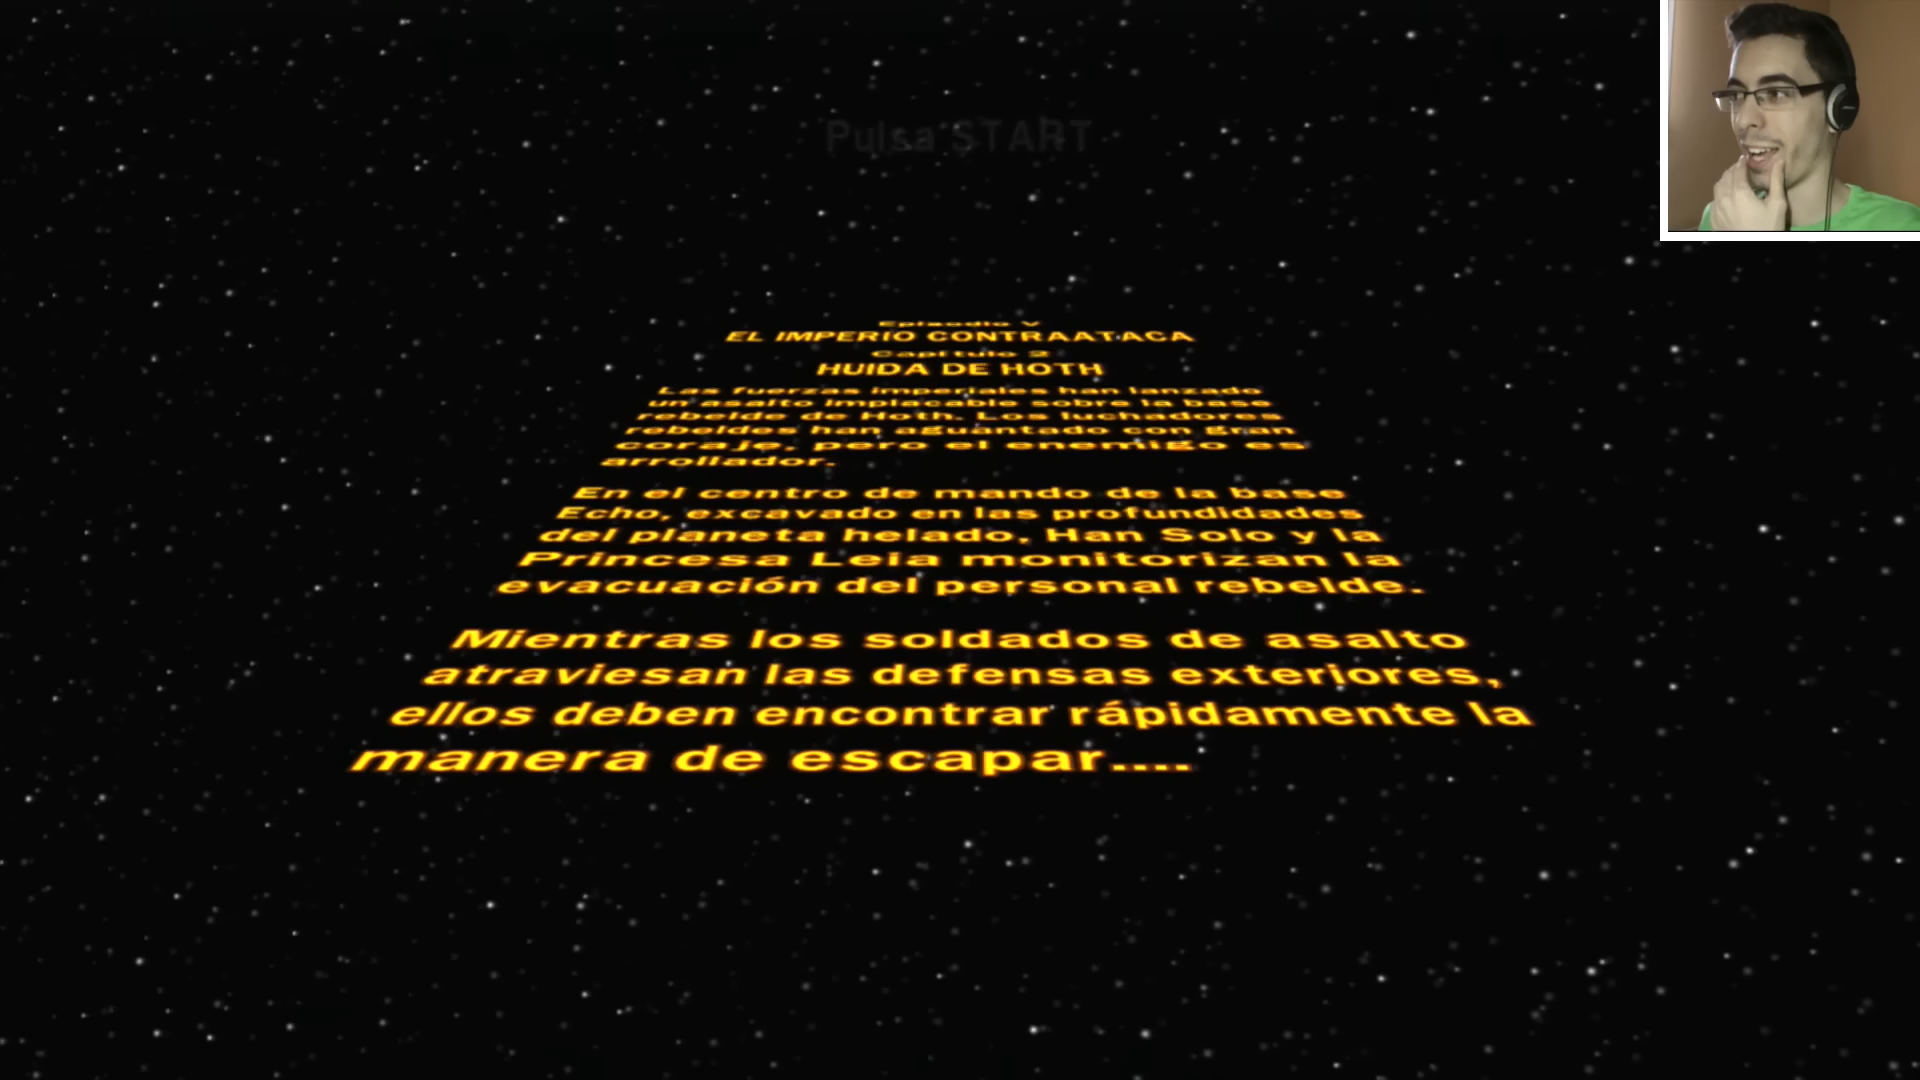 Pulsa START
Episodio V
EL IMPERIO CONTRAATACA
Capítulo 2
HUIDA DE HOTH
Las fuerzas imperiales han lanzado
un asalto implacable sobre la base
rebelde de Hoth. Los luchadores
rebeldes han aguantado con gran
coraje, pero el enemigo es
arrollador.
En el centro de mando de la base
Echo, excavado en las profundidades
del planeta helado, Han Solo y la
Princesa Leia monitorizan la
evacuación del personal rebelde.
Mientras los soldados de asalto
atraviesan las defensas exteriores,
ellos deben encontrar rápidamente la
manera de escapar....